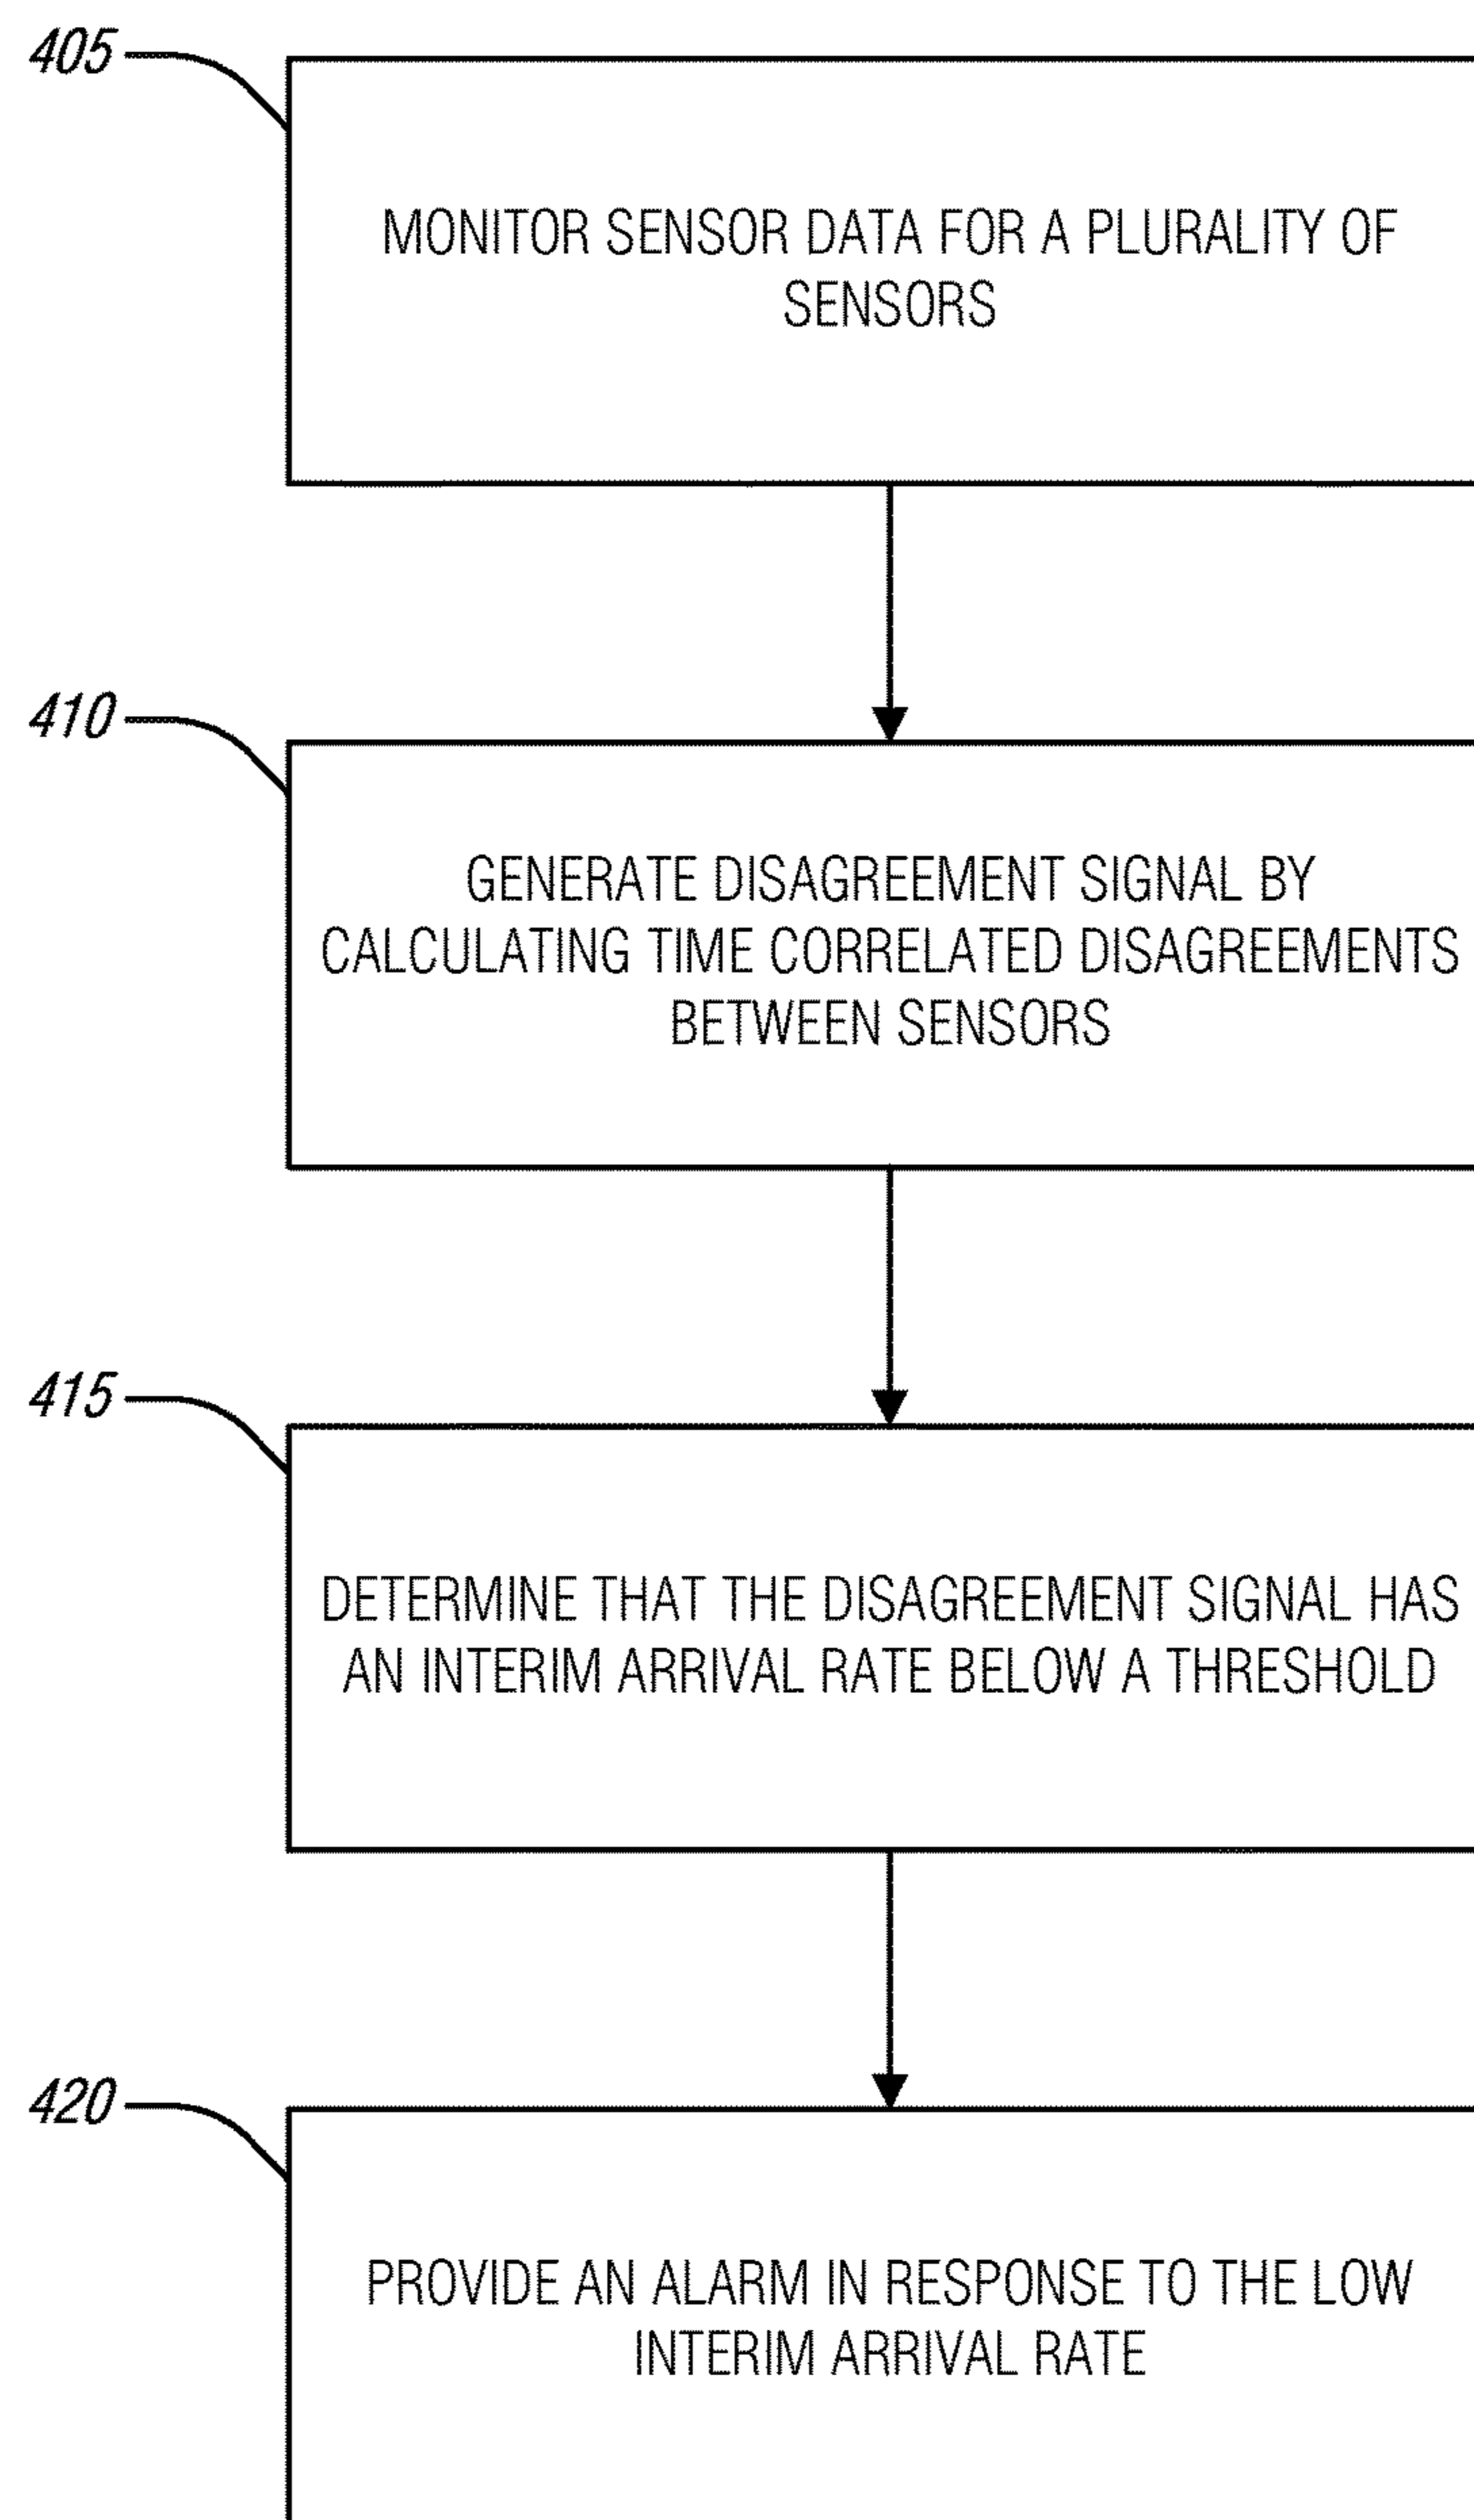 405
MONITOR SENSOR DATA FOR A PLURALITY OF
SENSORS
410
GENERATE DISAGREEMENT SIGNAL BY
CALCULATING TIME CORRELATED DISAGREEMENTS
BETWEEN SENSORS
415
DETERMINE THAT THE DISAGREEMENT SIGNAL HAS
AN INTERIM ARRIVAL RATE BELOW A THRESHOLD
420
PROVIDE AN ALARM IN RESPONSE TO THE LOW
INTERIM ARRIVAL RATE